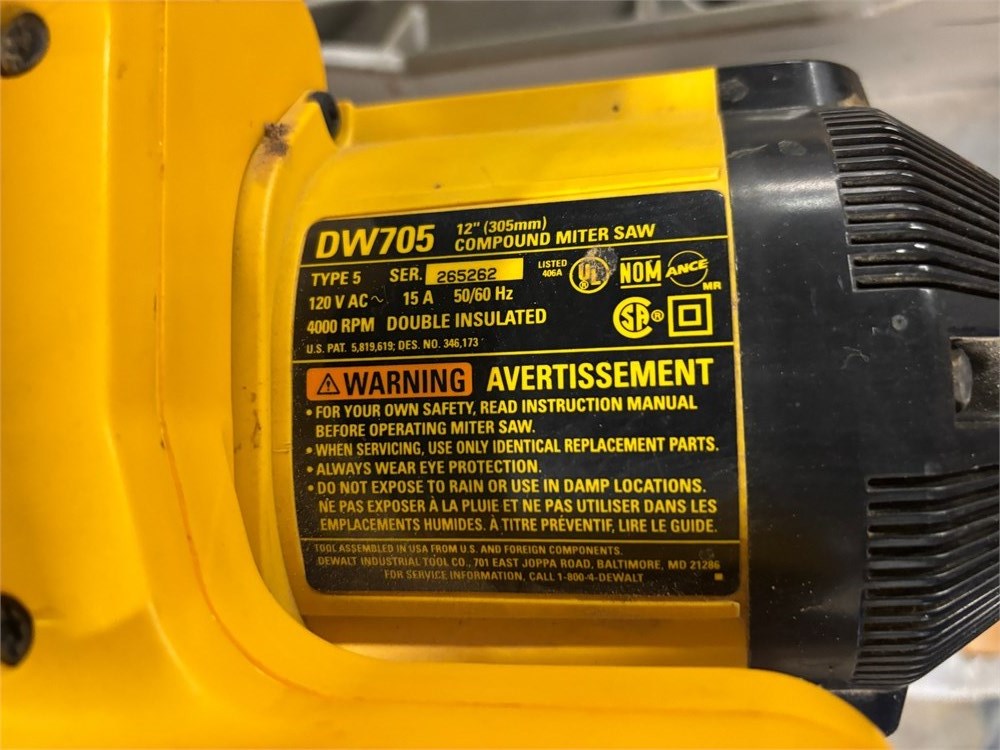 DW705 12" (305mm)
COMPOUND MITER SAW
TYPE 5 SER. 265262
LISTED
406A
UL ®
NOM ANCE
MR
120 V AC~ 15 A 50/60 Hz
4000 RPM DOUBLE INSULATED
SA ®
U.S. PAT. 5,819,619; DES. NO. 346,173
⚠ WARNING AVERTISSEMENT
• FOR YOUR OWN SAFETY, READ INSTRUCTION MANUAL
BEFORE OPERATING MITER SAW.
• WHEN SERVICING, USE ONLY IDENTICAL REPLACEMENT PARTS.
• ALWAYS WEAR EYE PROTECTION.
• DO NOT EXPOSE TO RAIN OR USE IN DAMP LOCATIONS.
NE PAS EXPOSER À LA PLUIE ET NE PAS UTILISER DANS LES
EMPLACEMENTS HUMIDES. À TITRE PRÉVENTIF, LIRE LE GUIDE.
TOOL ASSEMBLED IN USA FROM U.S. AND FOREIGN COMPONENTS.
DEWALT INDUSTRIAL TOOL CO., 701 EAST JOPPA ROAD, BALTIMORE, MD 21286
FOR SERVICE INFORMATION, CALL 1-800-4-DEWALT